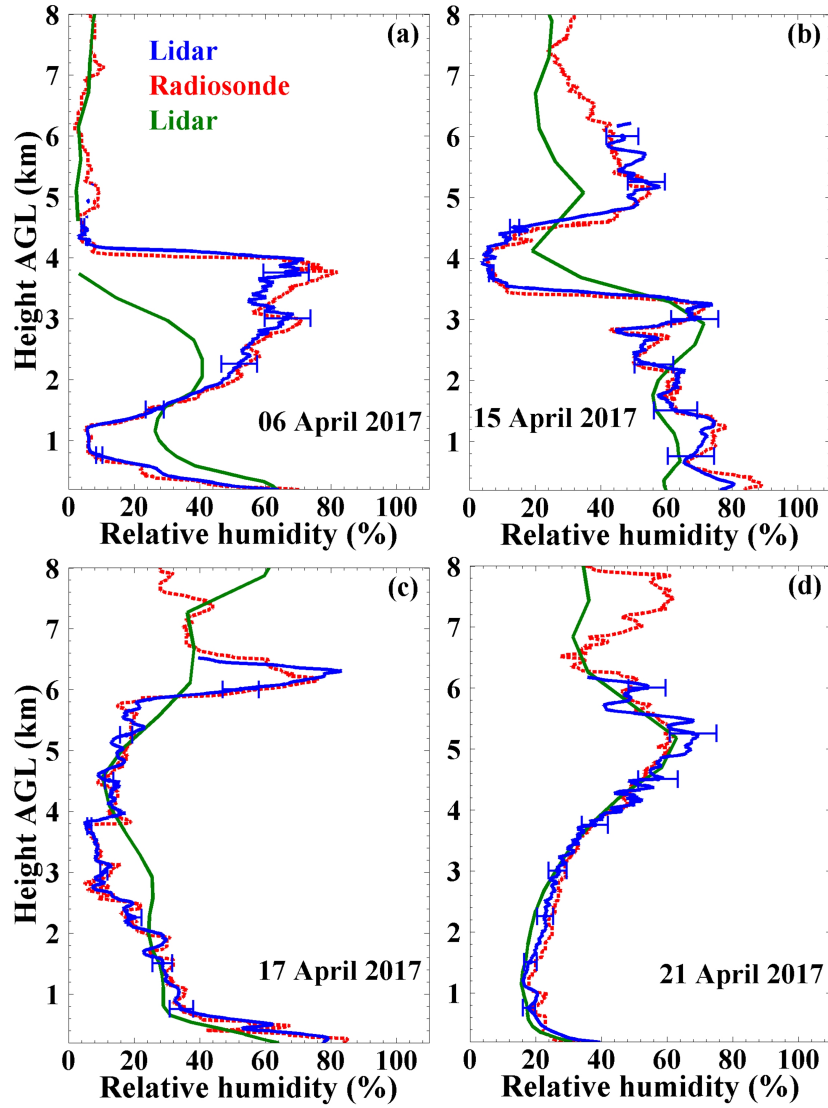 8
(a)
Lidar
Radiosonde
Lidar
7
6
5
4
3
2
1
Height AGL (km)
06 April 2017
0 20 40 60 80 100
Relative humidity (%)
8
(b)
7
6
5
4
3
2
1
15 April 2017
0 20 40 60 80 100
Relative humidity (%)
8
(c)
7
6
5
4
3
2
1
Height AGL (km)
17 April 2017
0 20 40 60 80 100
Relative humidity (%)
8
(d)
7
6
5
4
3
2
1
21 April 2017
0 20 40 60 80 100
Relative humidity (%)